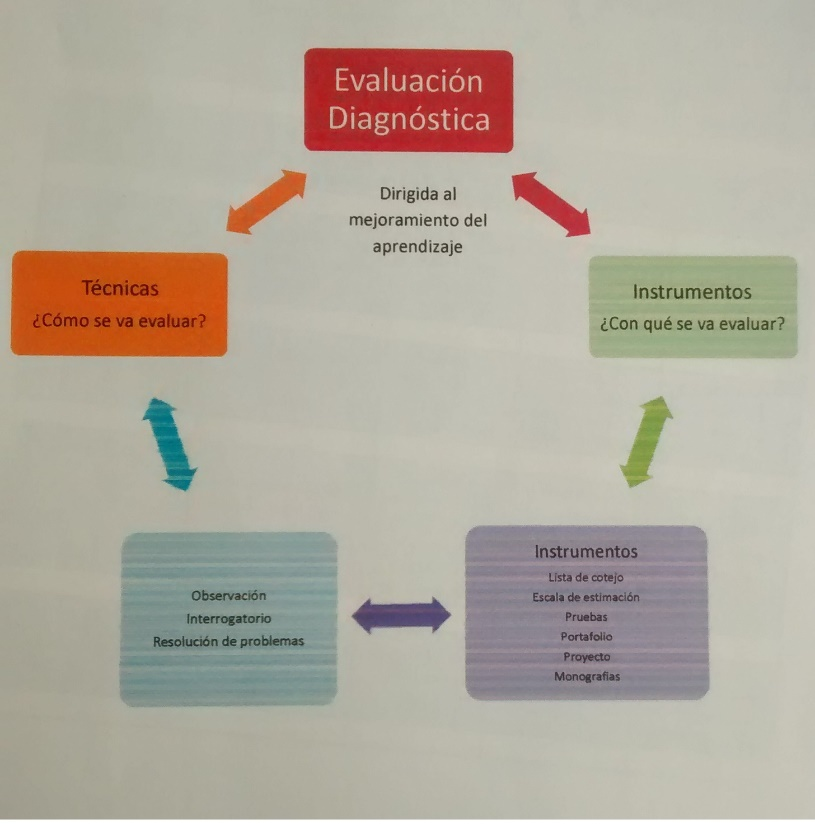 Evaluación
Diagnóstica
Dirigida al
mejoramiento del
aprendizaje
Técnicas
¿Cómo se va evaluar?
Instrumentos
¿Con qué se va evaluar?
Observación
Interrogatorio
Resolución de problemas
Instrumentos
Lista de cotejo
Escala de estimación
Pruebas
Portafolio
Proyecto
Monografías